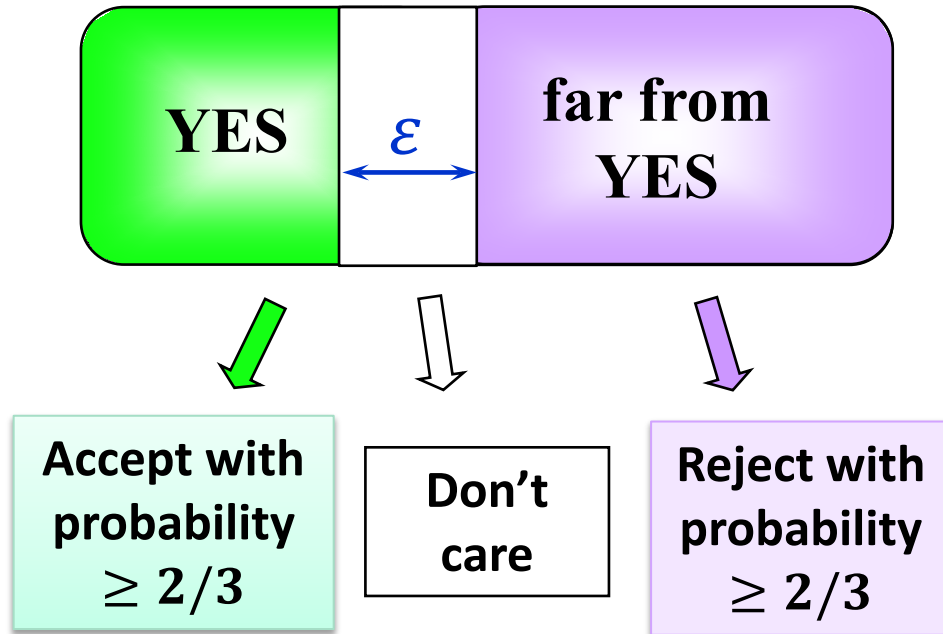 YES
ε
far from
YES
Accept with
probability
≥ 2/3
Don’t
care
Reject with
probability
≥ 2/3